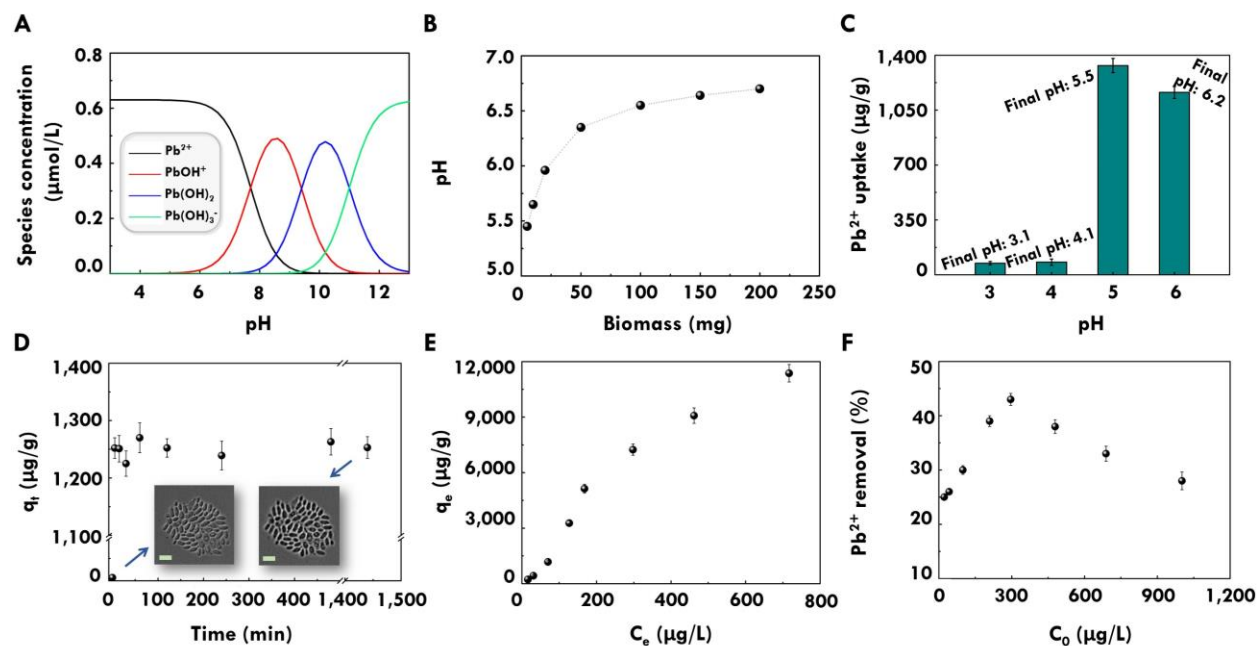 A
Species concentration
(μmol/L)
0.8
0.6
0.4
0.2
0.0
Pb²⁺
PbOH⁺
Pb(OH)₂
Pb(OH)₃⁻
4
6
8
10
12
pH
B
pH
7.0
6.5
6.0
5.5
5.0
0
50
100
150
200
250
Biomass (mg)
C
Pb²⁺ uptake (μg/g)
1,400
1,050
700
350
0
Final pH: 3.1
Final pH: 4.1
Final pH: 5.5
Final
pH: 6.2
3
4
5
6
pH
D
qₜ (μg/g)
1,400
1,300
1,200
1,100
0
0
100
200
300
400
1,400
1,500
Time (min)
E
qₑ (μg/g)
12,000
9,000
6,000
3,000
0
0
200
400
600
800
Cₑ (μg/L)
F
Pb²⁺ removal (%)
50
40
30
20
10
0
300
600
900
1,200
C₀ (μg/L)